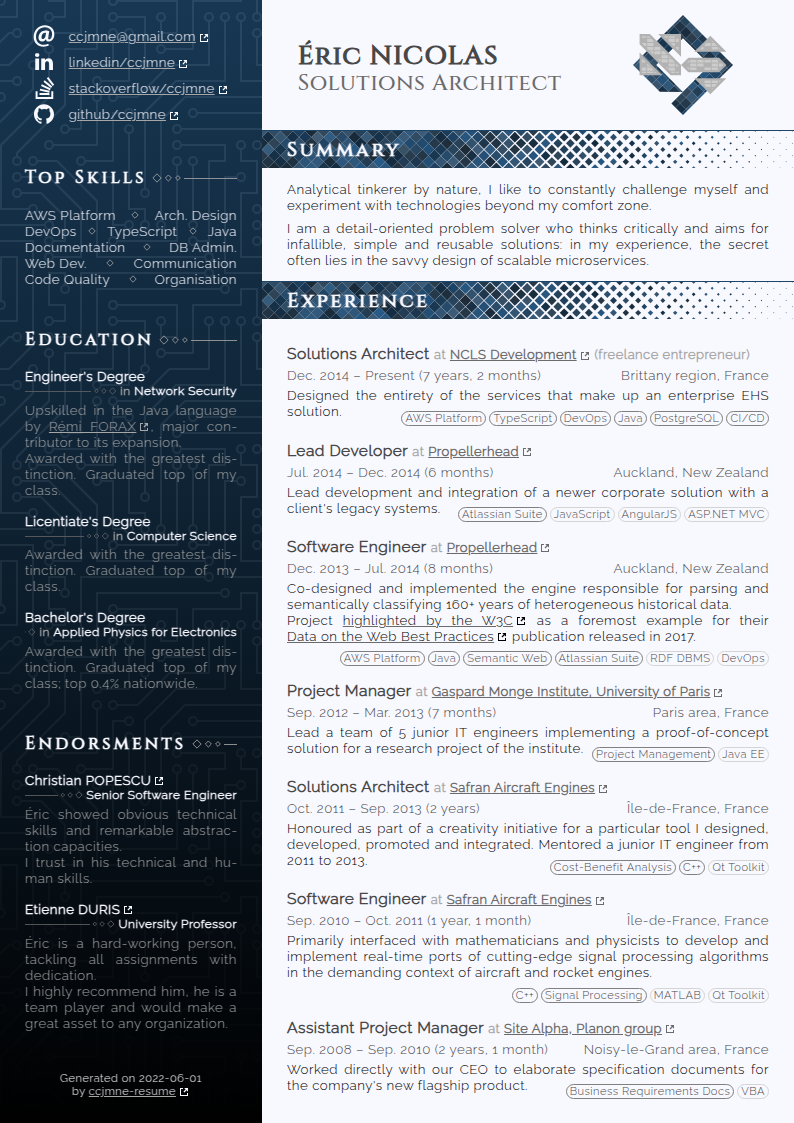 ccjmne@gmail.com
linkedin/ccjmne
stackoverflow/ccjmne
github/ccjmne
Top Skills
AWS Platform ◇ Arch. Design
DevOps ◇ TypeScript ◇ Java
Documentation ◇ DB Admin.
Web Dev. ◇ Communication
Code Quality ◇ Organisation
Education
Engineer's Degree
in Network Security
Upskilled in the Java language
by Rémi FORAX, major con-
tributor to its expansion.
Awarded with the greatest dis-
tinction. Graduated top of my
class.
Licentiate's Degree
in Computer Science
Awarded with the greatest dis-
tinction. Graduated top of my
class.
Bachelor's Degree
in Applied Physics for Electronics
Awarded with the greatest dis-
tinction. Graduated top of my
class; top 0.4% nationwide.
Endorsments
Christian POPESCU
Senior Software Engineer
Éric showed obvious technical
skills and remarkable abstrac-
tion capacities.
I trust in his technical and hu-
man skills.
Etienne DURIS
University Professor
Éric is a hard-working person,
tackling all assignments with
dedication.
I highly recommend him, he is a
team player and would make a
great asset to any organization.
Generated on 2022-06-01
by ccjmne-resume
Éric NICOLAS
Solutions Architect
Summary
Analytical tinkerer by nature, I like to constantly challenge myself and
experiment with technologies beyond my comfort zone.
I am a detail-oriented problem solver who thinks critically and aims for
infallible, simple and reusable solutions: in my experience, the secret
often lies in the savvy design of scalable microservices.
Experience
Solutions Architect at NCLS Development (freelance entrepreneur)
Dec. 2014 – Present (7 years, 2 months) Brittany region, France
Designed the entirety of the services that make up an enterprise EHS
solution. AWS Platform TypeScript DevOps Java PostgreSQL CI/CD
Lead Developer at Propellerhead
Jul. 2014 – Dec. 2014 (6 months) Auckland, New Zealand
Lead development and integration of a newer corporate solution with a
client's legacy systems. Atlassian Suite JavaScript AngularJS ASP.NET MVC
Software Engineer at Propellerhead
Dec. 2013 – Jul. 2014 (8 months) Auckland, New Zealand
Co-designed and implemented the engine responsible for parsing and
semantically classifying 160+ years of heterogeneous historical data.
Project highlighted by the W3C as a foremost example for their
Data on the Web Best Practices publication released in 2017.
AWS Platform Java Semantic Web Atlassian Suite RDF DBMS DevOps
Project Manager at Gaspard Monge Institute, University of Paris
Sep. 2012 – Mar. 2013 (7 months) Paris area, France
Lead a team of 5 junior IT engineers implementing a proof-of-concept
solution for a research project of the institute. Project Management Java EE
Solutions Architect at Safran Aircraft Engines
Oct. 2011 – Sep. 2013 (2 years) Île-de-France, France
Honoured as part of a creativity initiative for a particular tool I designed,
developed, promoted and integrated. Mentored a junior IT engineer from
2011 to 2013. Cost-Benefit Analysis C++ Qt Toolkit
Software Engineer at Safran Aircraft Engines
Sep. 2010 – Oct. 2011 (1 year, 1 month) Île-de-France, France
Primarily interfaced with mathematicians and physicists to develop and
implement real-time ports of cutting-edge signal processing algorithms
in the demanding context of aircraft and rocket engines.
C++ Signal Processing MATLAB Qt Toolkit
Assistant Project Manager at Site Alpha, Planon group
Sep. 2008 – Sep. 2010 (2 years, 1 month) Noisy-le-Grand area, France
Worked directly with our CEO to elaborate specification documents for
the company's new flagship product. Business Requirements Docs VBA